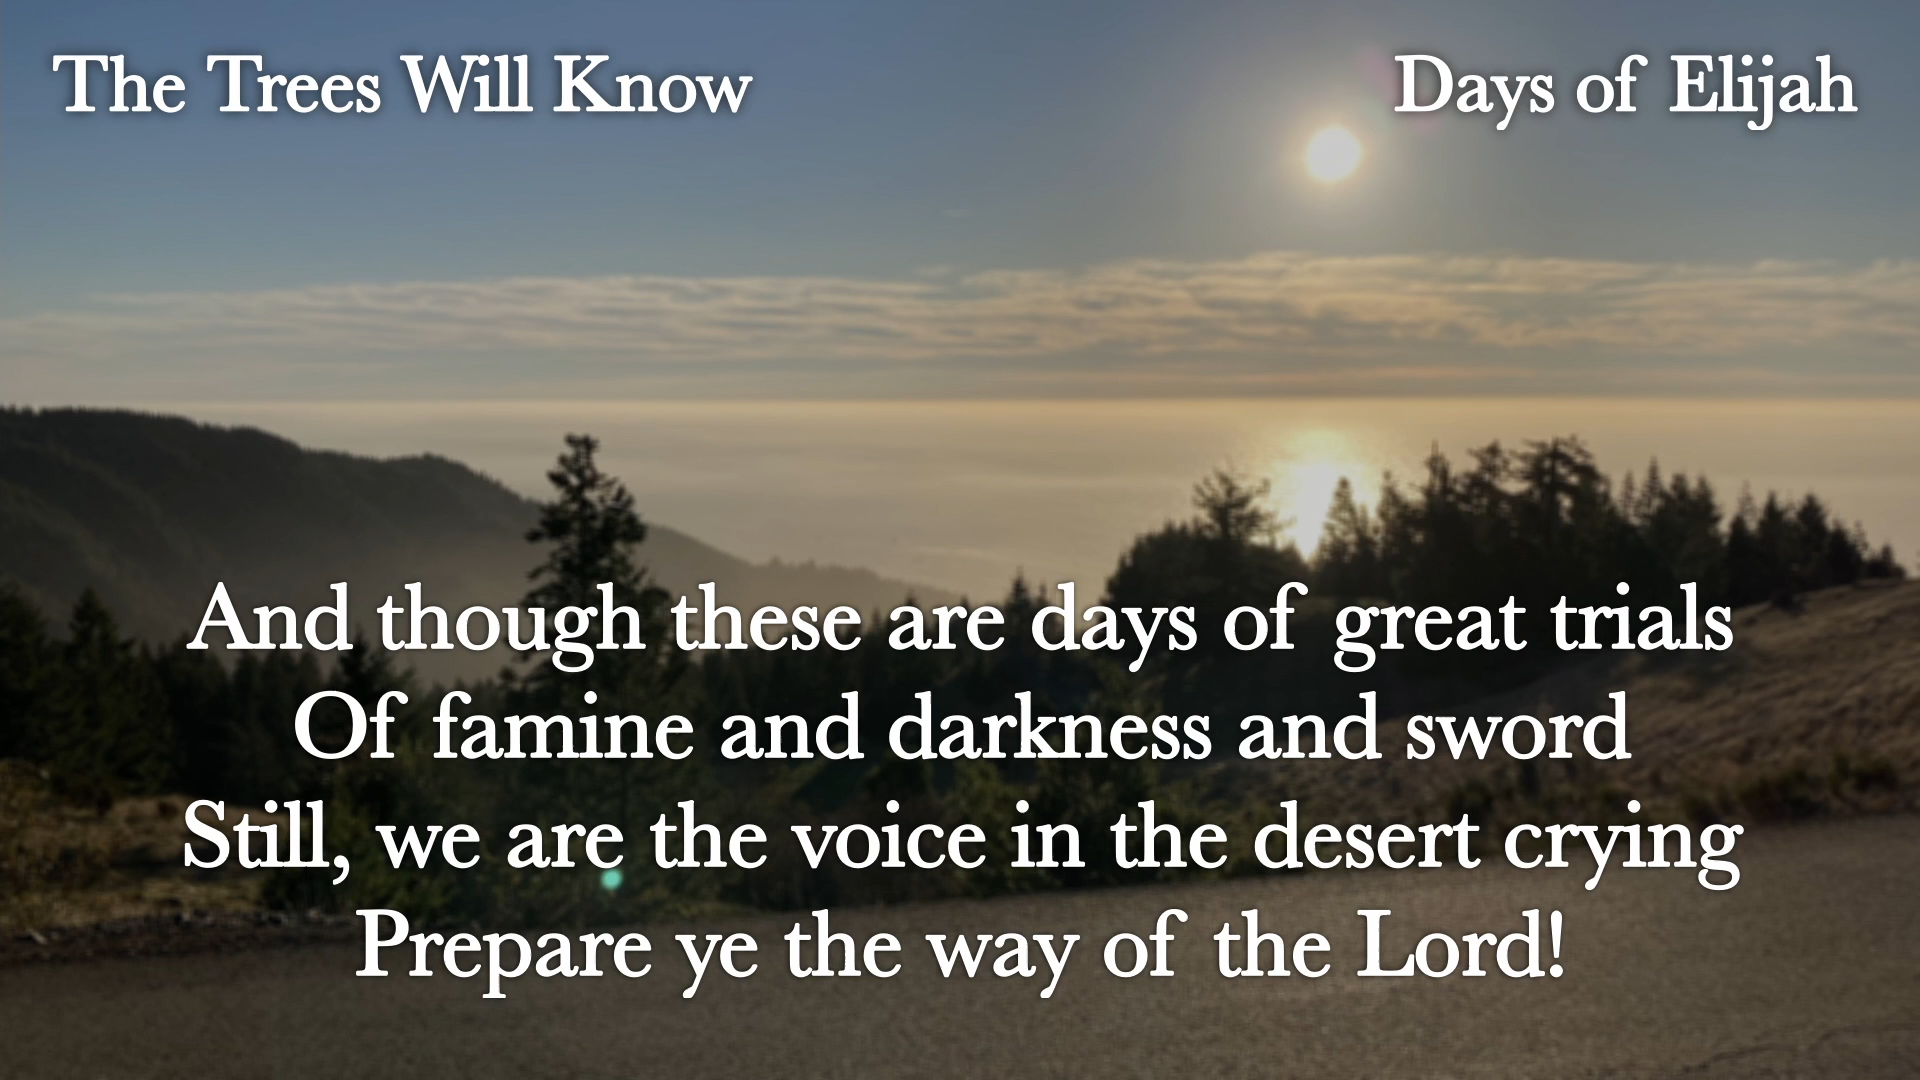 The Trees Will Know
Days of Elijah
And though these are days of great trials
Of famine and darkness and sword
Still, we are the voice in the desert crying
Prepare ye the way of the Lord!